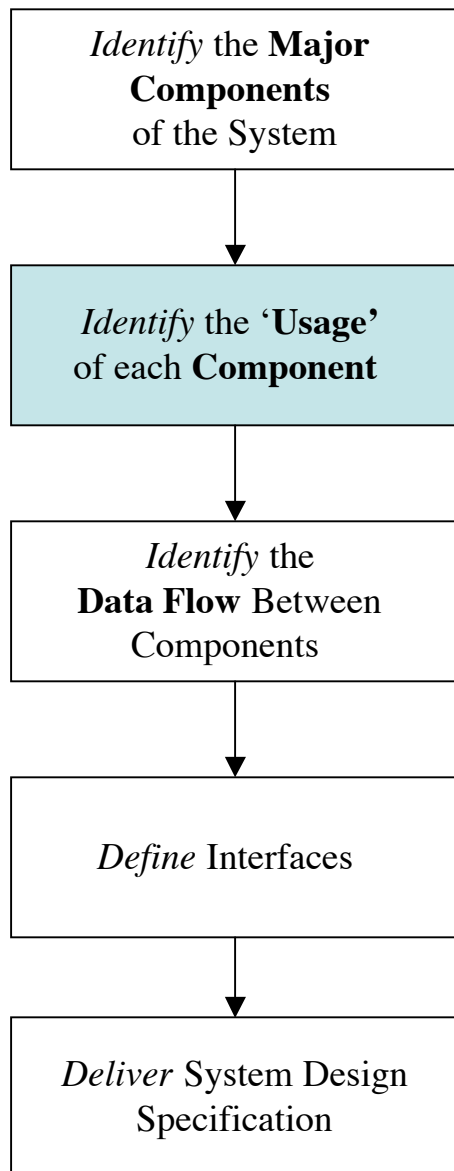 Identify the Major
Components
of the System
Identify the ‘Usage’
of each Component
Identify the
Data Flow Between
Components
Define Interfaces
Deliver System Design
Specification